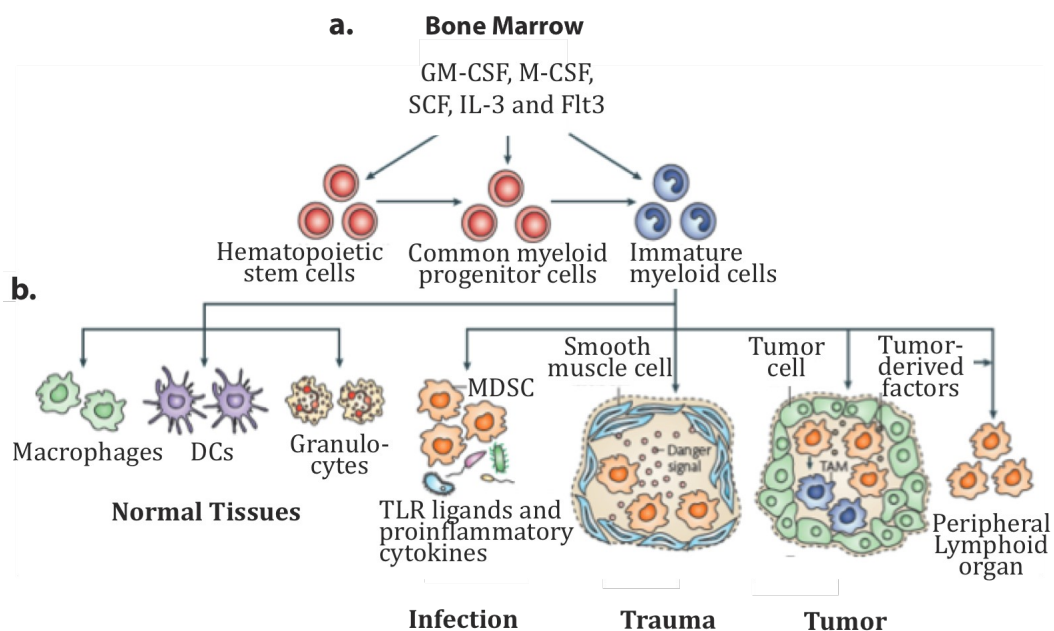 a.
Bone Marrow
GM-CSF, M-CSF,
SCF, IL-3 and Flt3
Hematopoietic
stem cells
Common myeloid
progenitor cells
Immature
myeloid cells
b.
Macrophages
DCs
Granulo-
cytes
Normal Tissues
MDSC
TLR ligands and
proinflammatory
cytokines
Infection
Smooth
muscle cell
Danger
signal
Trauma
Tumor
cell
TAM
Tumor
Tumor-
derived
factors
Peripheral
Lymphoid
organ